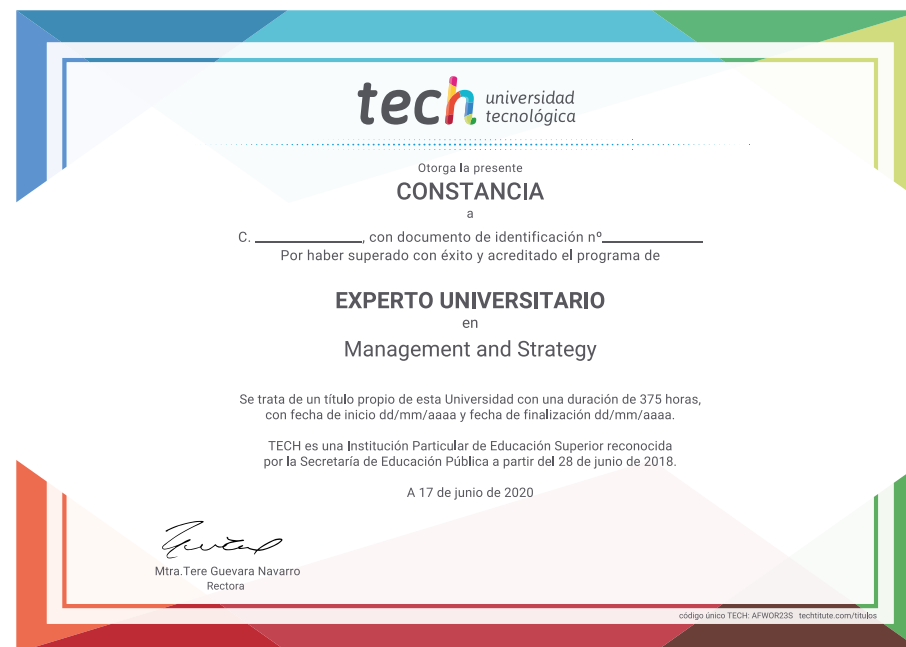 tech universidad
tecnológica
Otorga la presente
CONSTANCIA
a
C. ____________, con documento de identificación nº____________
Por haber superado con éxito y acreditado el programa de
EXPERTO UNIVERSITARIO
en
Management and Strategy
Se trata de un título propio de esta Universidad con una duración de 375 horas,
con fecha de inicio dd/mm/aaaa y fecha de finalización dd/mm/aaaa.
TECH es una Institución Particular de Educación Superior reconocida
por la Secretaría de Educación Pública a partir del 28 de junio de 2018.
A 17 de junio de 2020
Mtra.Tere Guevara Navarro
Rectora
código único TECH: AFWOR23S techtitute.com/titulos